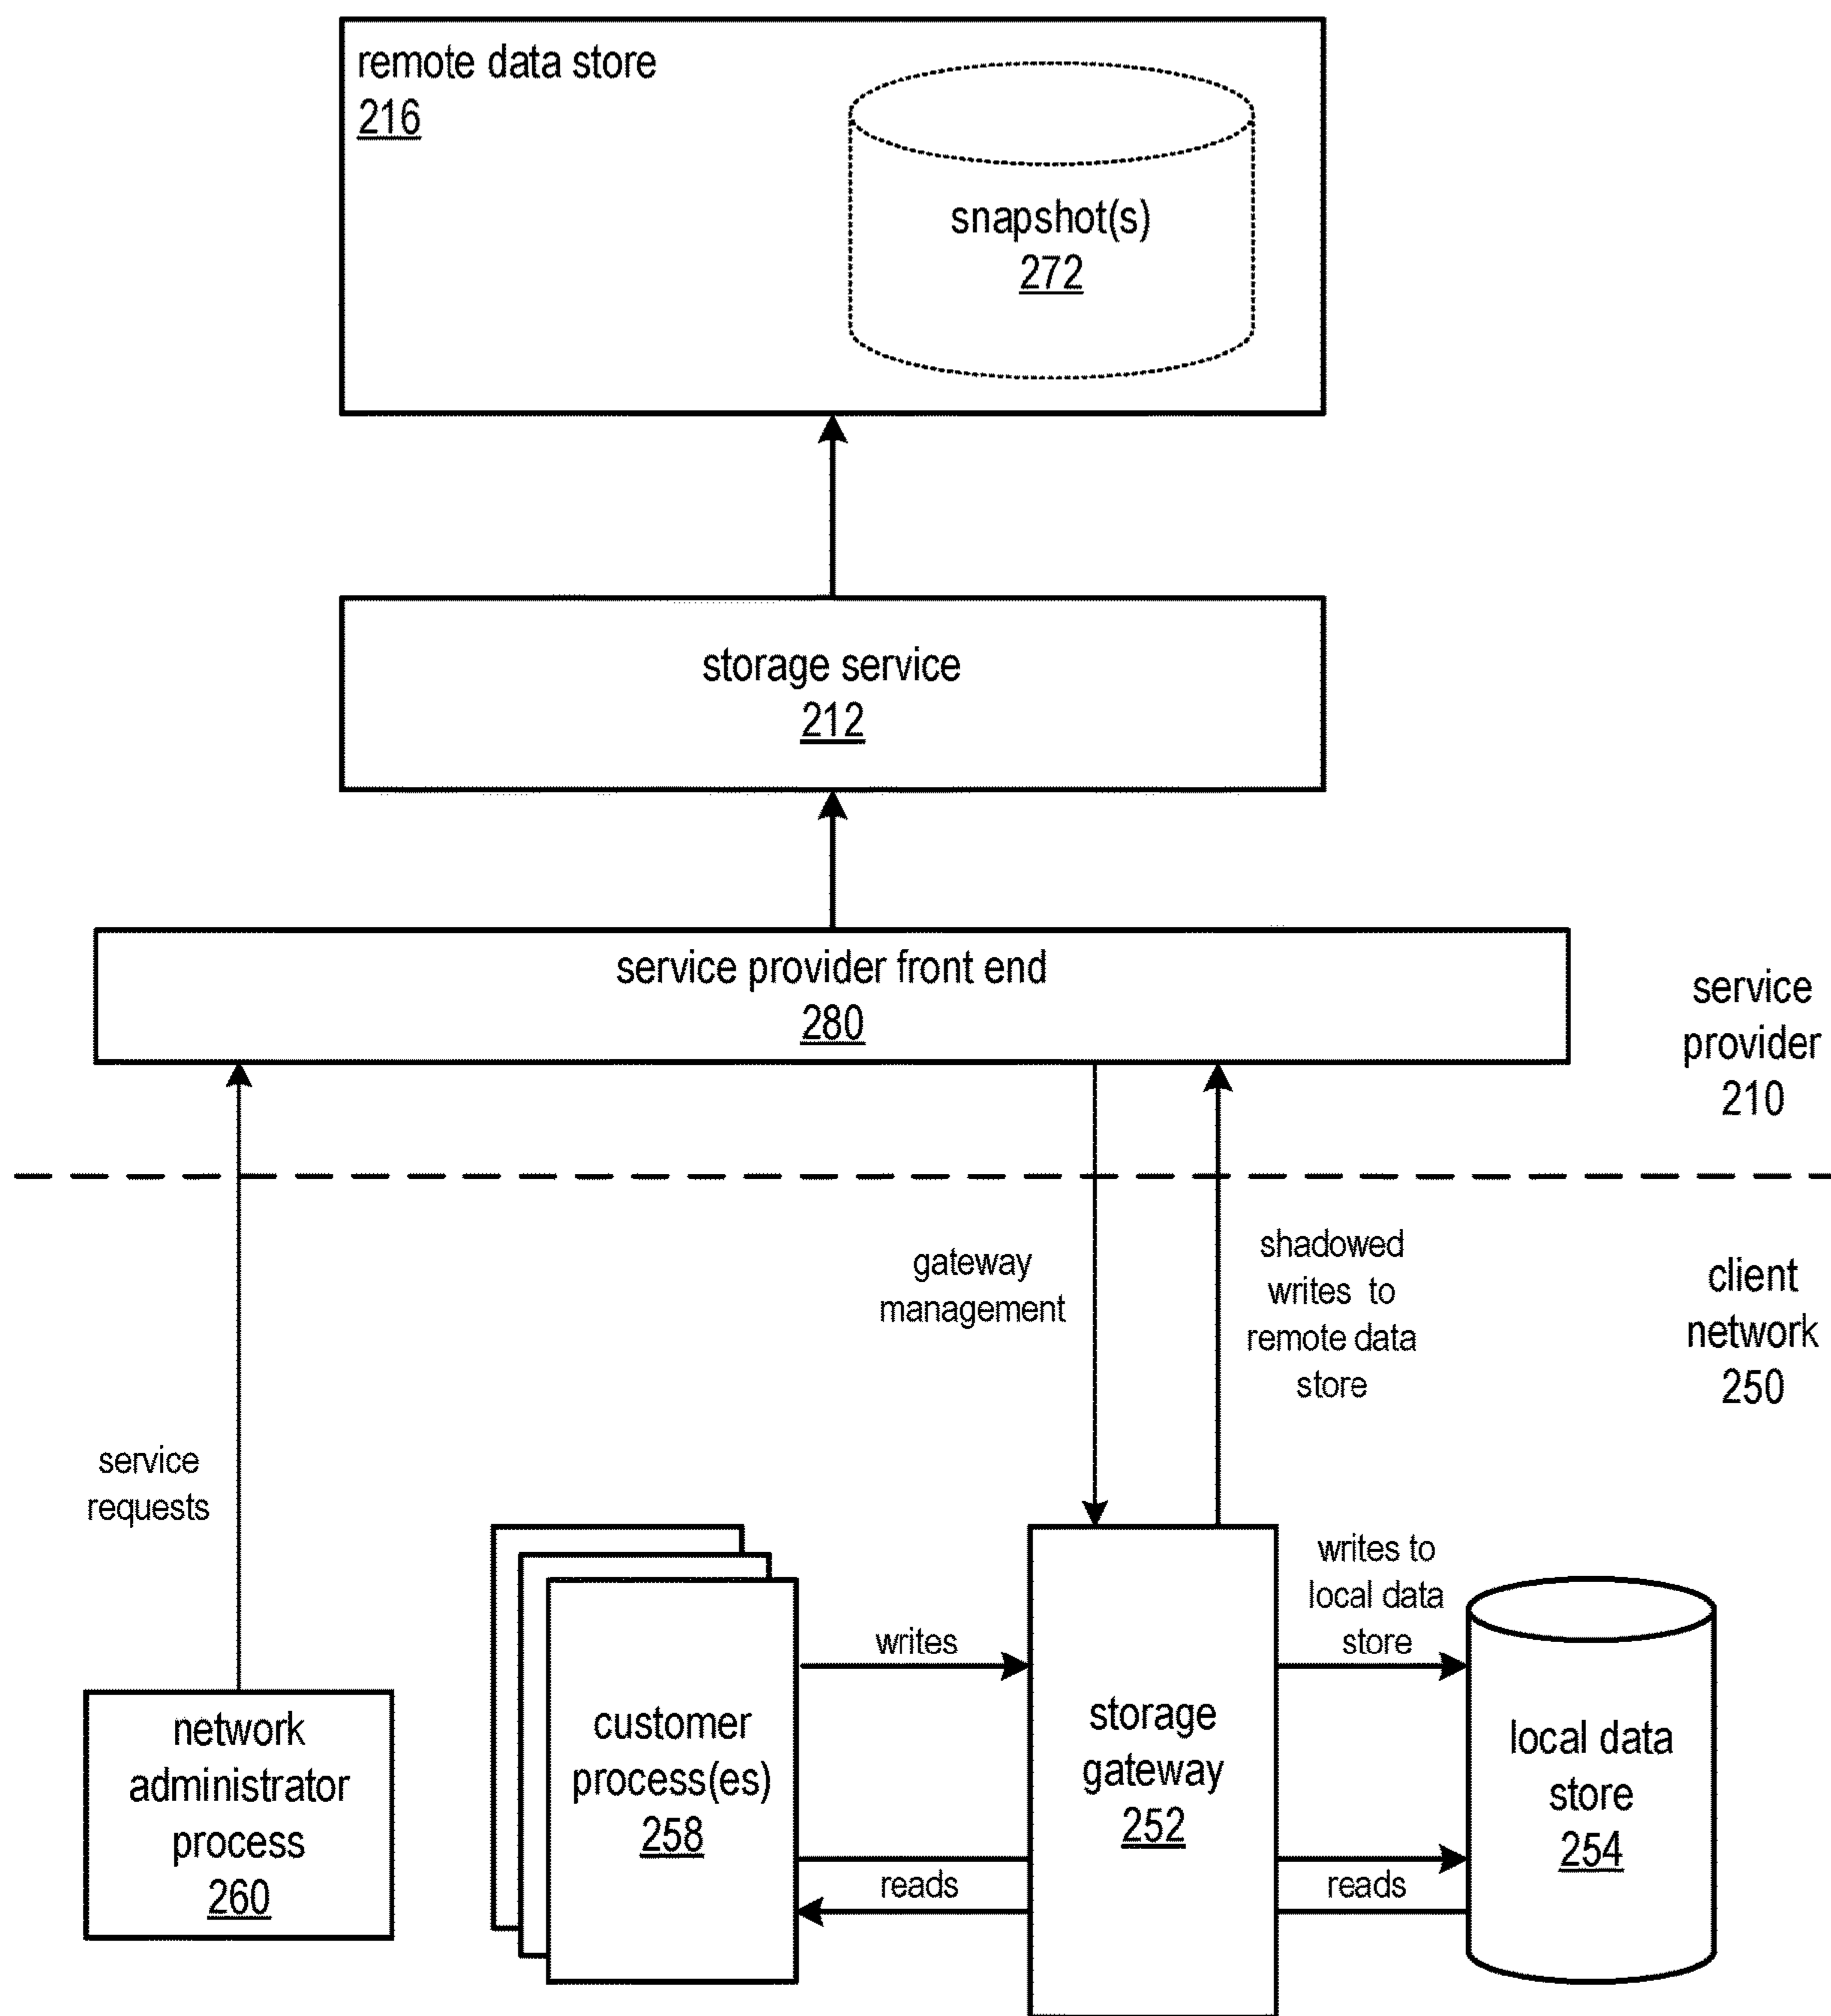 remote data store
216
snapshot(s)
272
storage service
212
service provider front end
280
service
provider
210
gateway
management
shadowed
writes to
remote data
store
client
network
250
service
requests
writes to
local data
store
writes
network
administrator
process
260
customer
process(es)
258
storage
gateway
252
local data
store
254
reads
reads